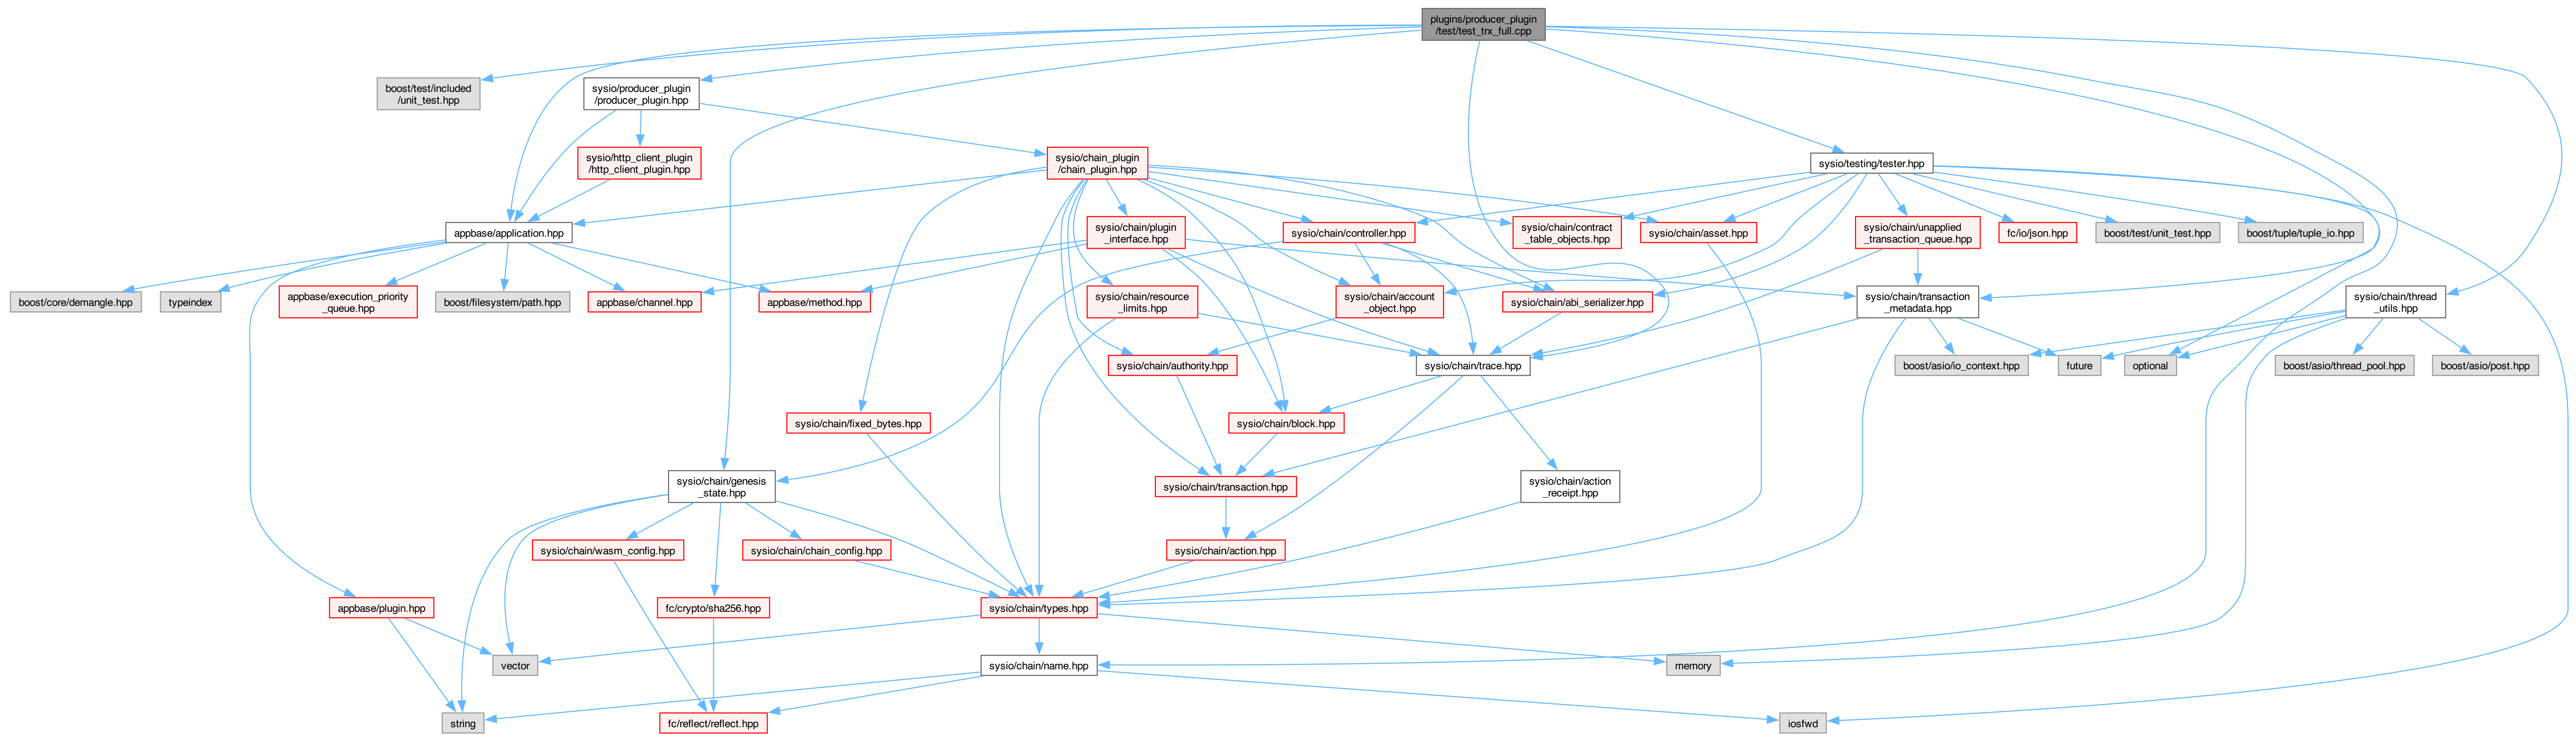 plugins/producer_plugin
/test/test_trx_full.cpp
boost/test/included
/unit_test.hpp
sysio/producer_plugin
/producer_plugin.hpp
sysio/http_client_plugin
/http_client_plugin.hpp
sysio/chain_plugin
/chain_plugin.hpp
sysio/testing/tester.hpp
appbase/application.hpp
sysio/chain/plugin
_interface.hpp
sysio/chain/controller.hpp
sysio/chain/contract
_table_objects.hpp
sysio/chain/asset.hpp
sysio/chain/unapplied
_transaction_queue.hpp
fc/io/json.hpp
boost/test/unit_test.hpp
boost/tuple/tuple_io.hpp
boost/core/demangle.hpp
typeindex
appbase/execution_priority
_queue.hpp
boost/filesystem/path.hpp
appbase/channel.hpp
appbase/method.hpp
sysio/chain/resource
_limits.hpp
sysio/chain/account
_object.hpp
sysio/chain/abi_serializer.hpp
sysio/chain/transaction
_metadata.hpp
sysio/chain/thread
_utils.hpp
sysio/chain/authority.hpp
sysio/chain/trace.hpp
boost/asio/io_context.hpp
future
optional
boost/asio/thread_pool.hpp
boost/asio/post.hpp
sysio/chain/fixed_bytes.hpp
sysio/chain/block.hpp
sysio/chain/genesis
_state.hpp
sysio/chain/transaction.hpp
sysio/chain/action
_receipt.hpp
sysio/chain/wasm_config.hpp
sysio/chain/chain_config.hpp
sysio/chain/action.hpp
appbase/plugin.hpp
fc/crypto/sha256.hpp
sysio/chain/types.hpp
vector
sysio/chain/name.hpp
memory
string
fc/reflect/reflect.hpp
iosfwd